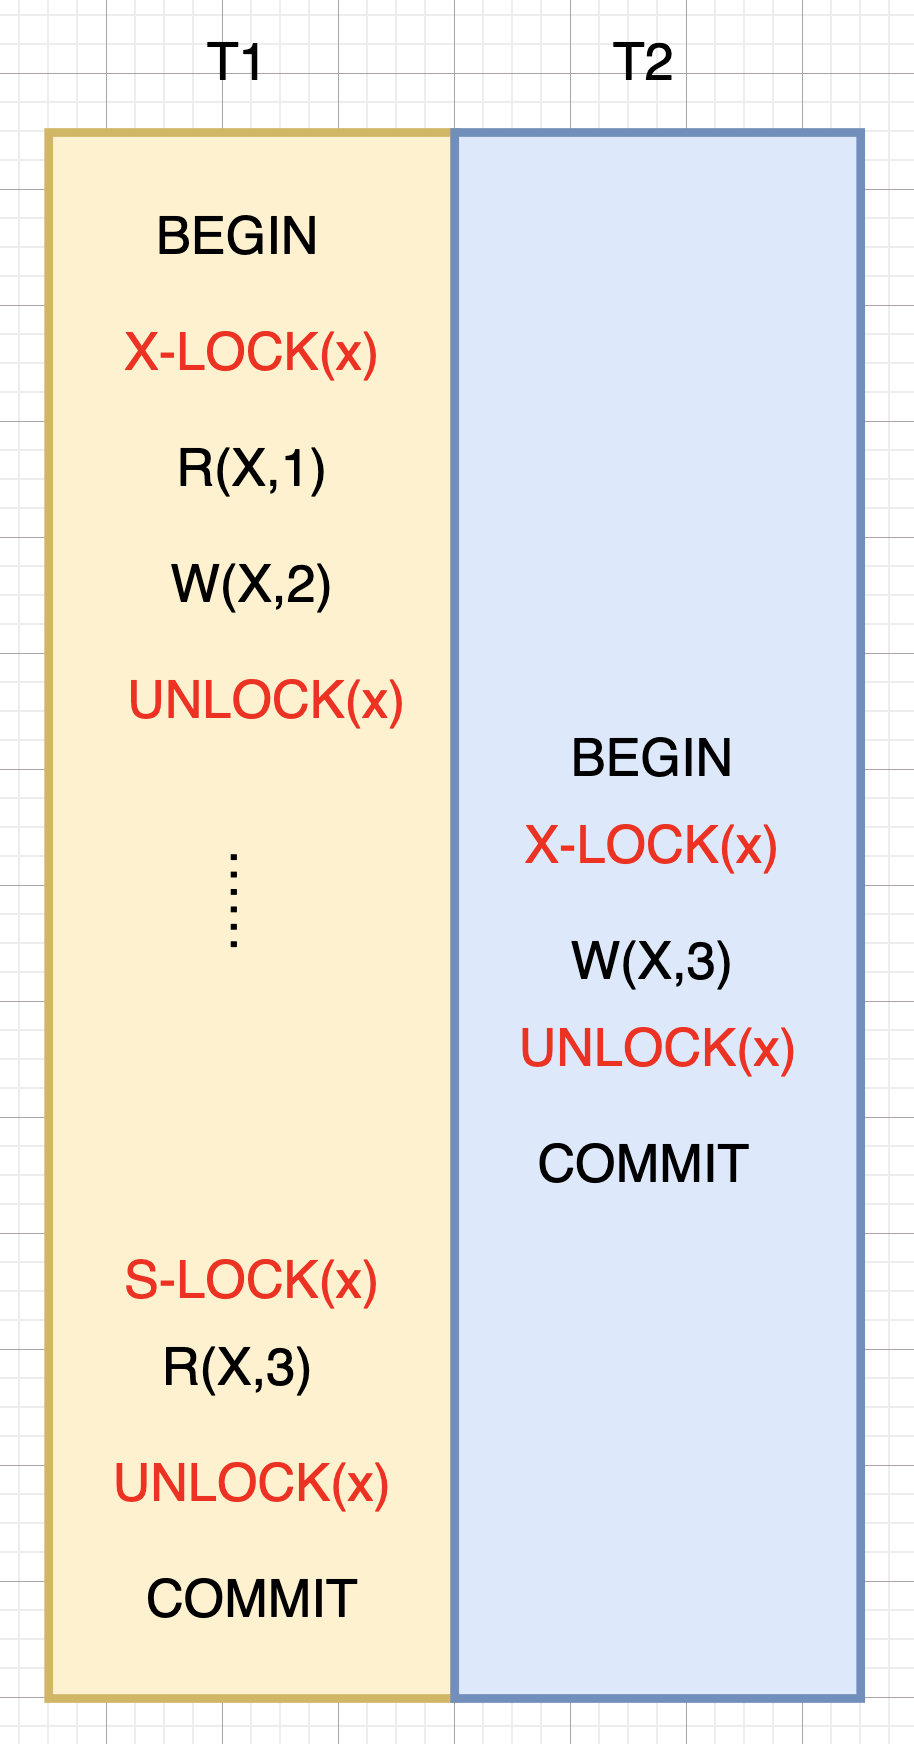 T1
T2
BEGIN
X-LOCK(x)
R(X,1)
W(X,2)
UNLOCK(x)
......
S-LOCK(x)
R(X,3)
UNLOCK(x)
COMMIT
BEGIN
X-LOCK(x)
W(X,3)
UNLOCK(x)
COMMIT